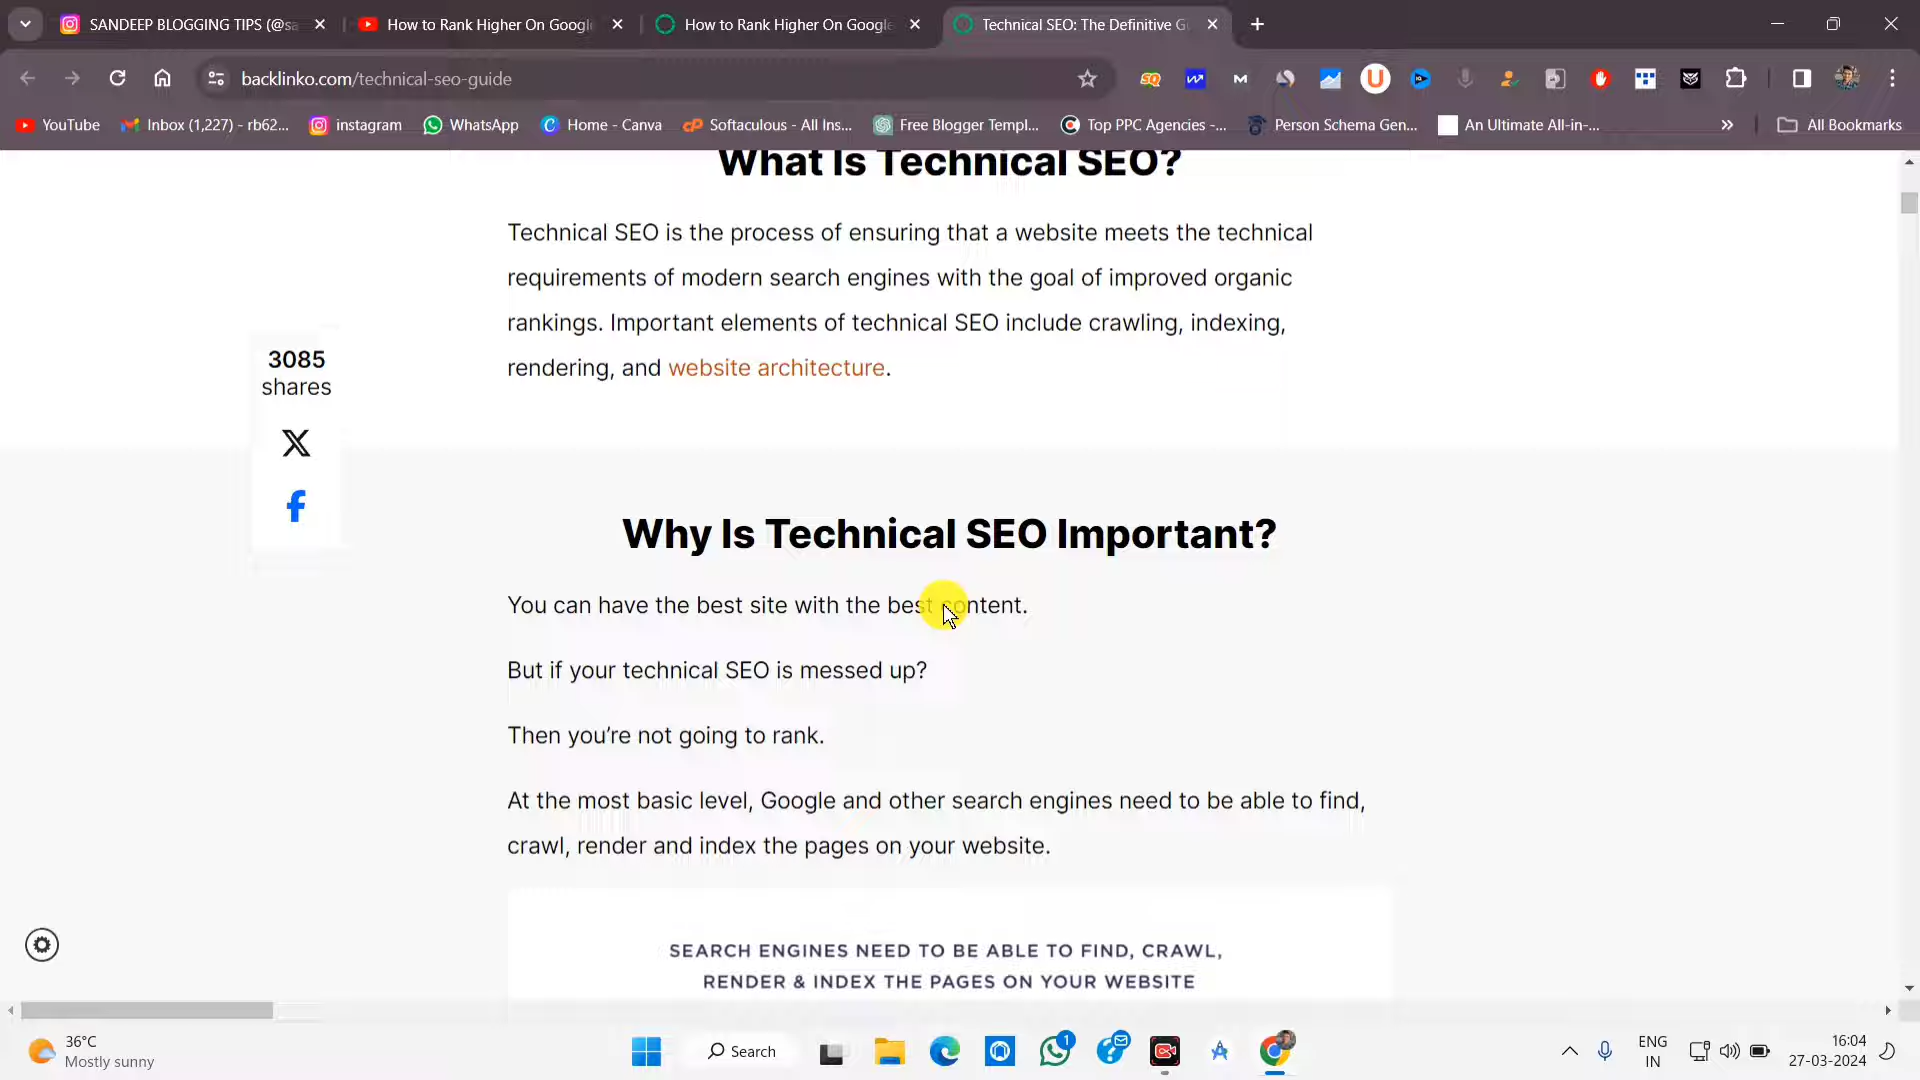 SANDEEP BLOGGING TIPS (@sa
How to Rank Higher On Google
How to Rank Higher On Google
Technical SEO: The Definitive G
backlinko.com/technical-seo-guide
YouTube
Inbox (1,227) - rb62...
instagram
WhatsApp
Home - Canva
Softaculous - All Ins...
Free Blogger Templ...
Top PPC Agencies -...
Person Schema Gen...
An Ultimate All-in-...
All Bookmarks
What Is Technical SEO?
Technical SEO is the process of ensuring that a website meets the technical
requirements of modern search engines with the goal of improved organic
rankings. Important elements of technical SEO include crawling, indexing,
rendering, and website architecture.
3085
shares
Why Is Technical SEO Important?
You can have the best site with the best content.
But if your technical SEO is messed up?
Then you’re not going to rank.
At the most basic level, Google and other search engines need to be able to find,
crawl, render and index the pages on your website.
SEARCH ENGINES NEED TO BE ABLE TO FIND, CRAWL,
RENDER & INDEX THE PAGES ON YOUR WEBSITE
36°C
Mostly sunny
Search
1
ENG
IN
16:04
27-03-2024